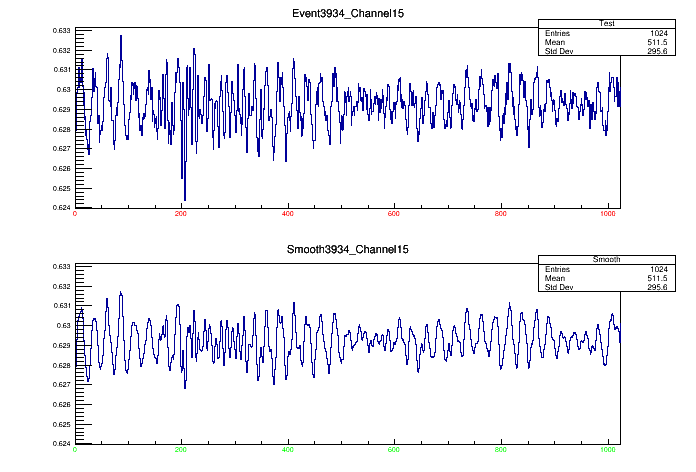 Event3934_Channel15
Test
Entries 1024
Mean 511.5
Std Dev 295.6
0.633
0.632
0.631
0.63
0.629
0.628
0.627
0.626
0.625
0.624
0 200 400 600 800 1000
Smooth3934_Channel15
Smooth
Entries 1024
Mean 511.5
Std Dev 295.6
0.633
0.632
0.631
0.63
0.629
0.628
0.627
0.626
0.625
0.624
0 200 400 600 800 1000